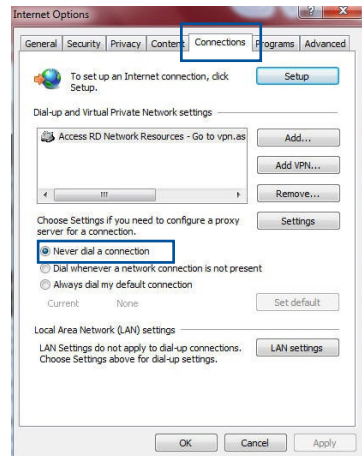 Internet Options
General Security Privacy Content Connections Programs Advanced
To set up an Internet connection, click
Setup.
Setup
Dial-up and Virtual Private Network settings
Access RD Network Resources - Go to vpn.as
Add...
Add VPN...
Remove...
Choose Settings if you need to configure a proxy
server for a connection.
Settings
Never dial a connection
Dial whenever a network connection is not present
Always dial my default connection
Current None
Set default
Local Area Network (LAN) settings
LAN Settings do not apply to dial-up connections.
Choose Settings above for dial-up settings.
LAN settings
OK Cancel Apply